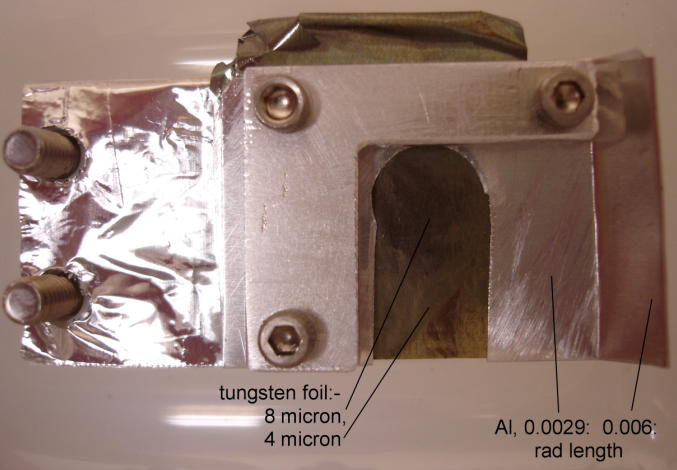 tungsten foil:-
8 micron,
4 micron
Al, 0.0029: 0.006:
rad length